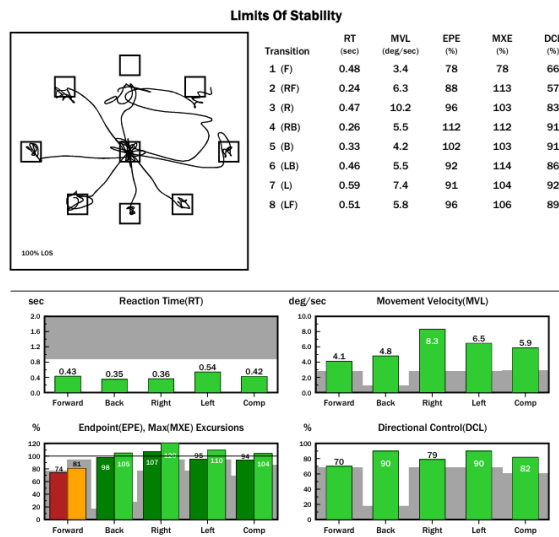 Limits Of Stability
RT MVL EPE MXE DCL
Transition (sec) (deg/sec) (%) (%) (%)
1 (F) 0.48 3.4 78 78 66
2 (RF) 0.24 6.3 88 113 57
3 (R) 0.47 10.2 96 103 83
4 (RB) 0.26 5.5 112 112 91
5 (B) 0.33 4.2 102 103 91
6 (LB) 0.46 5.5 92 114 86
7 (L) 0.59 7.4 91 104 92
8 (LF) 0.51 5.8 96 106 89
100% LOS
sec Reaction Time(RT)
2.0
1.6
1.2
0.8
0.4
0.0
0.43 0.35 0.36 0.54 0.42
Forward Back Right Left Comp
deg/sec Movement Velocity(MVL)
10.0
8.0
6.0
4.0
2.0
0.0
4.1 4.8 8.3 6.5 5.9
Forward Back Right Left Comp
% Endpoint(EPE), Max(MXE) Excursions
120
100
80
60
40
20
0
74 81 98 105 107 95 110 94 104
Forward Back Right Left Comp
% Directional Control(DCL)
120
100
80
60
40
20
0
70 90 79 90 82
Forward Back Right Left Comp